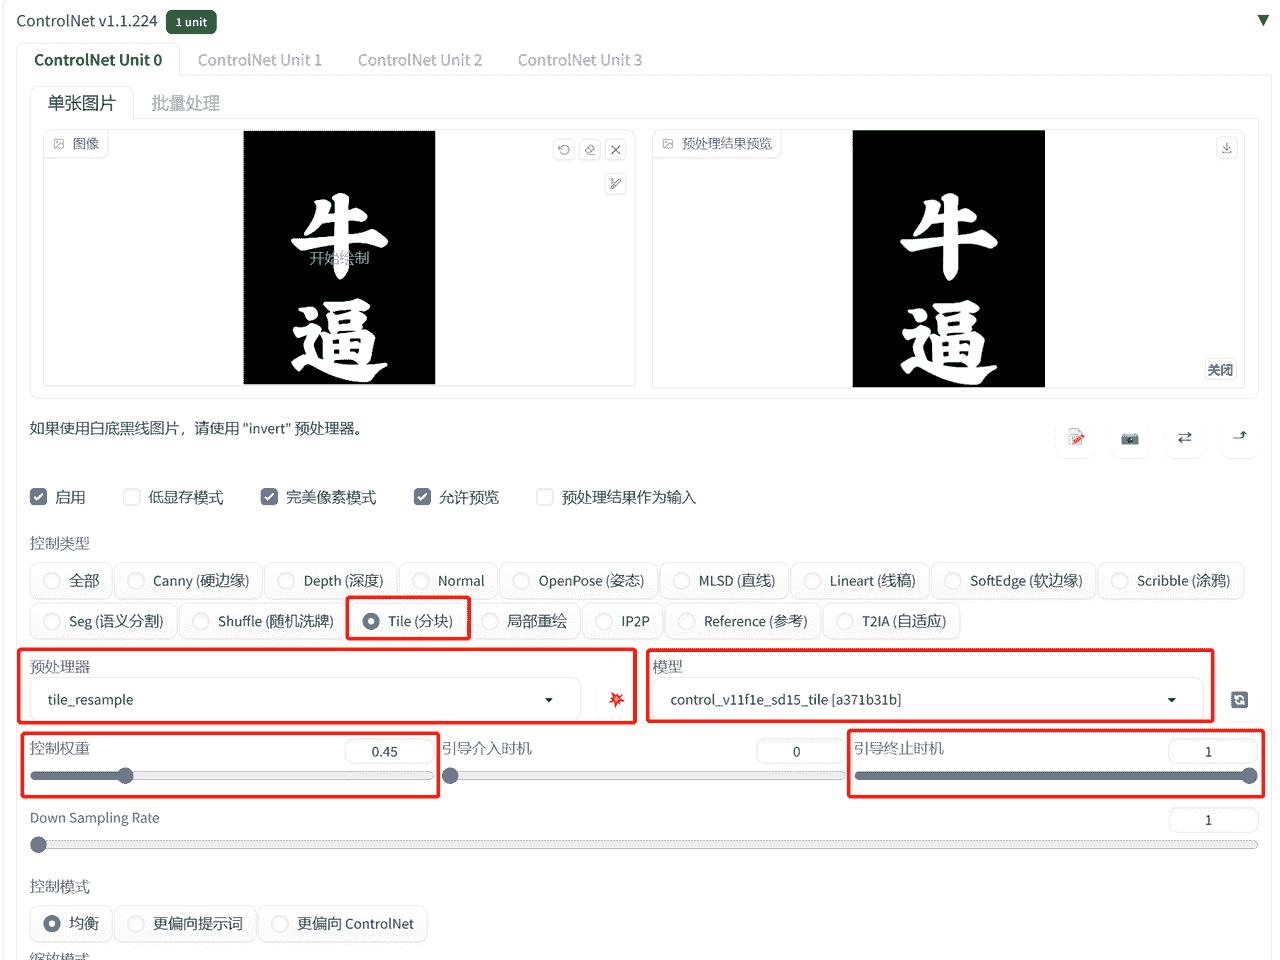 ControlNet v1.1.224 1 unit ▼
ControlNet Unit 0 ControlNet Unit 1 ControlNet Unit 2 ControlNet Unit 3
单张图片 批量处理
图像 预处理结果预览
牛 牛
开始绘制
逼 逼
关闭
如果使用白底黑线图片，请使用 "invert" 预处理器。
启用 低显存模式 完美像素模式 允许预览 预处理结果作为输入
控制类型
全部 Canny (硬边缘) Depth (深度) Normal OpenPose (姿态) MLSD (直线) Lineart (线稿) SoftEdge (软边缘) Scribble (涂鸦)
Seg (语义分割) Shuffle (随机洗牌) Tile (分块) 局部重绘 IP2P Reference (参考) T2IA (自适应)
预处理器 模型
tile_resample control_v11f1e_sd15_tile [a371b31b]
控制权重 0.45 引导介入时机 0 引导终止时机 1
Down Sampling Rate 1
控制模式
均衡 更偏向提示词 更偏向 ControlNet
缩放模式